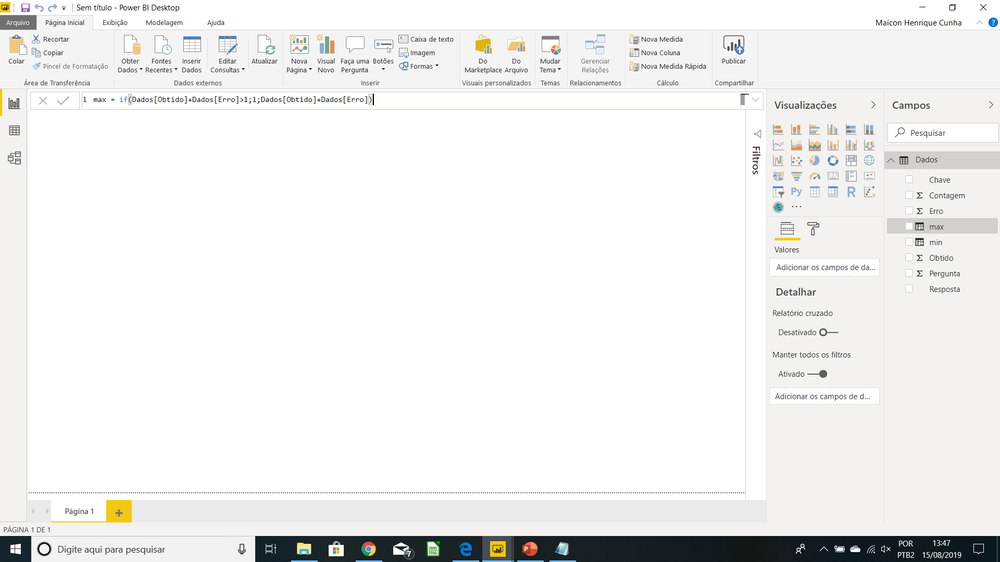 Sem título - Power BI Desktop
Arquivo
Página Inicial
Exibição
Modelagem
Ajuda
Maicon Henrique Cunha
?
Colar
Recortar
Copiar
Pincel de Formatação
Área de Transferência
Obter Dados
Fontes Recentes
Inserir Dados
Editar Consultas
Atualizar
Dados externos
Nova Página
Visual Novo
Faça uma Pergunta
Botões
Caixa de texto
Imagem
Formas
Inserir
Do Marketplace
Do Arquivo
Visuais personalizados
Mudar Tema
Temas
Gerenciar Relações
Relacionamentos
Nova Medida
Nova Coluna
Nova Medida Rápida
Cálculo
Publicar
Compartilhar
1 max = if(Dados[Obtido]+Dados[Erro]>1;1;Dados[Obtido]+Dados[Erro])
Filtros
Visualizações
123
Py
R
...
Valores
Adicionar os campos de da...
Detalhar
Relatório cruzado
Desativado
Manter todos os filtros
Ativado
Adicionar os campos de d...
Campos
Pesquisar
Dados
Chave
Σ Contagem
Σ Erro
max
min
Σ Obtido
Σ Pergunta
Resposta
Página 1
+
PÁGINA 1 DE 1
Digite aqui para pesquisar
7
POR
PTB2
13:47
15/08/2019